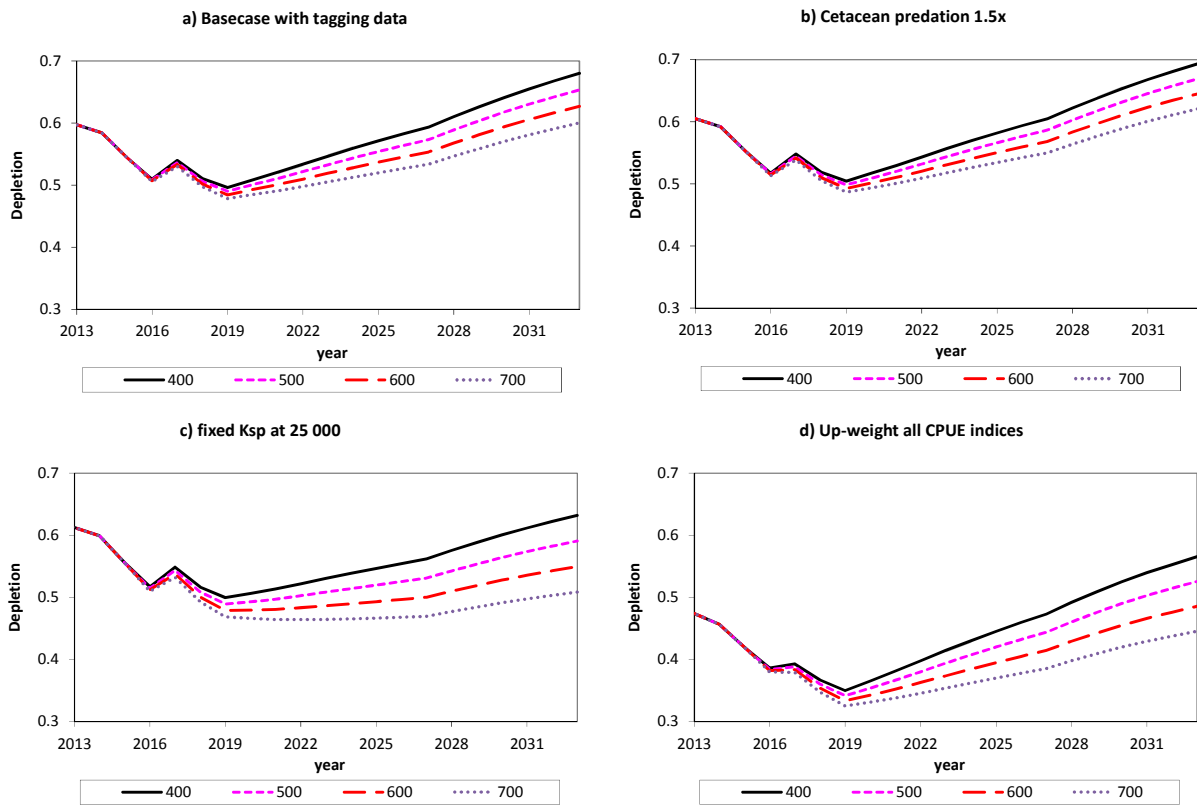 a) Basecase with tagging data
0.7
0.6
0.5
0.4
0.3
Depletion
2013 2016 2019 2022 2025 2028 2031
year
400 500 600 700
b) Cetacean predation 1.5x
0.7
0.6
0.5
0.4
0.3
Depletion
2013 2016 2019 2022 2025 2028 2031
year
400 500 600 700
c) fixed Ksp at 25 000
0.7
0.6
0.5
0.4
0.3
Depletion
2013 2016 2019 2022 2025 2028 2031
year
400 500 600 700
d) Up-weight all CPUE indices
0.7
0.6
0.5
0.4
0.3
Depletion
2013 2016 2019 2022 2025 2028 2031
year
400 500 600 700